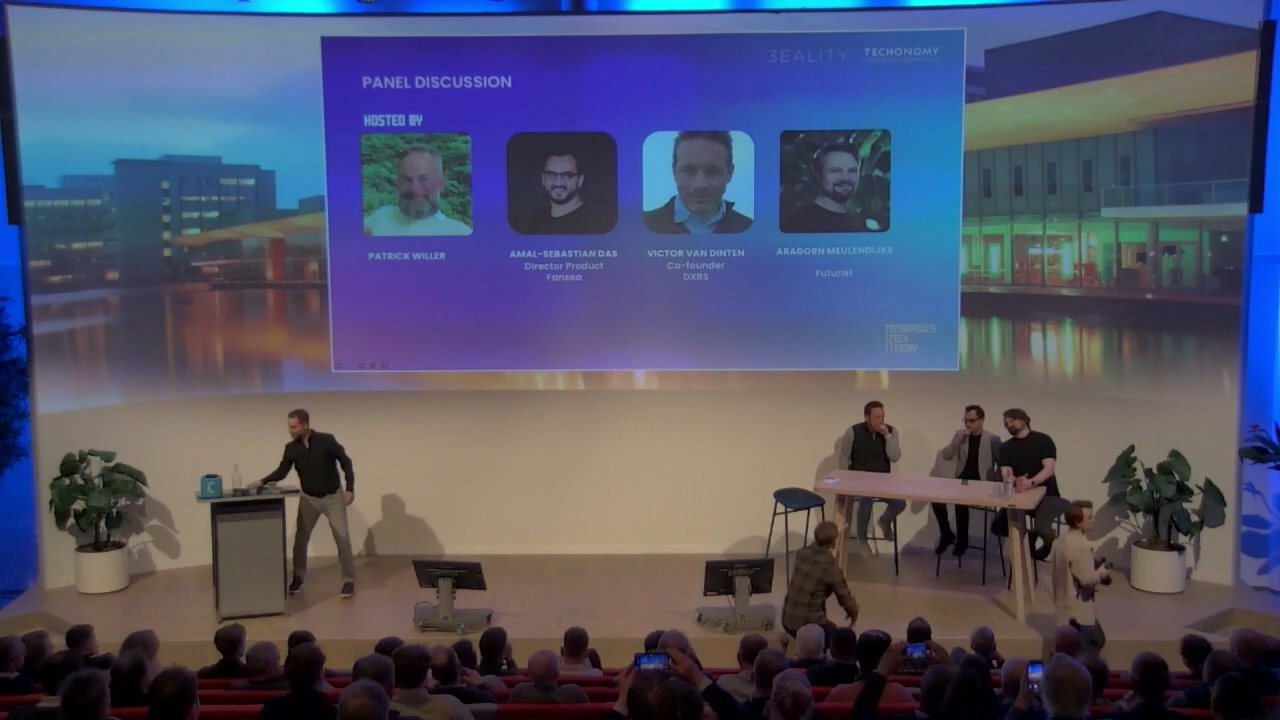 3EALITY TECHONOMY
PANEL DISCUSSION
HOSTED BY
PATRICK WILLER
AMAL-SEBASTIAN DAS
Director Product
Fansea
VICTOR VAN DINTEN
Co-founder
DXRS
ARAGORN MEULENDIJKS
Futurist
TOMORROW'S
TECH
TODAY
C